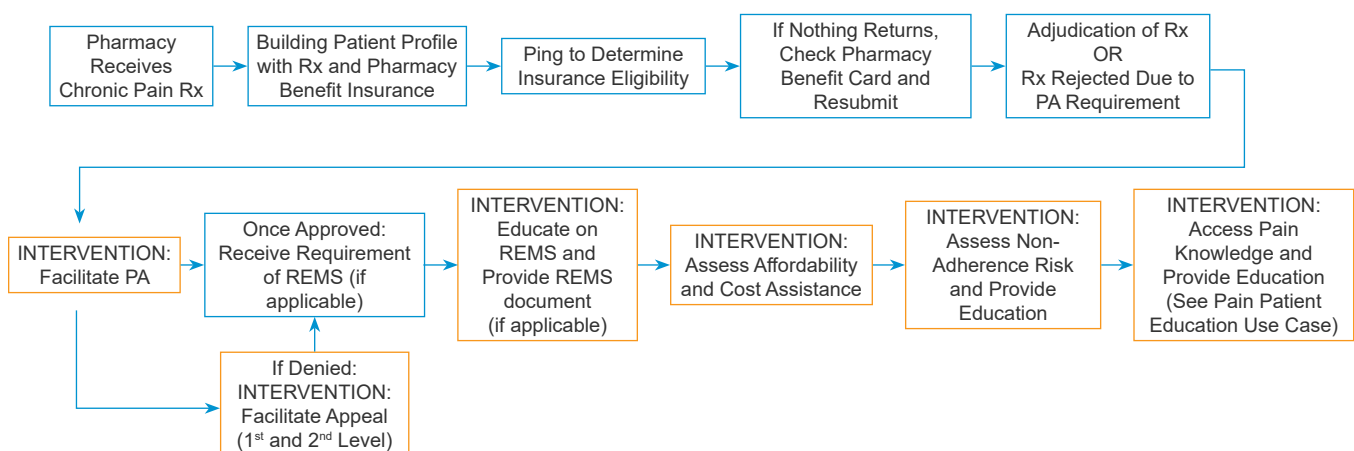 Pharmacy
Receives
Chronic Pain Rx
Building Patient Profile
with Rx and Pharmacy
Benefit Insurance
Ping to Determine
Insurance Eligibility
If Nothing Returns,
Check Pharmacy
Benefit Card and
Resubmit
Adjudication of Rx
OR
Rx Rejected Due to
PA Requirement
INTERVENTION:
Facilitate PA
Once Approved:
Receive Requirement
of REMS (if
applicable)
If Denied:
INTERVENTION:
Facilitate Appeal
(1st and 2nd Level)
INTERVENTION:
Educate on
REMS and
Provide REMS
document
(if applicable)
INTERVENTION:
Assess Affordability
and Cost Assistance
INTERVENTION:
Assess Non-
Adherence Risk
and Provide
Education
INTERVENTION:
Access Pain
Knowledge and
Provide Education
(See Pain Patient
Education Use Case)